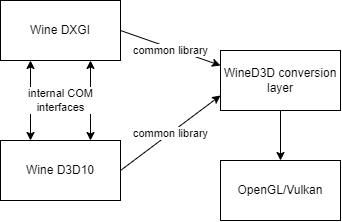 Wine DXGI
common library
WineD3D conversion
layer
internal COM
interfaces
common library
Wine D3D10
OpenGL/Vulkan